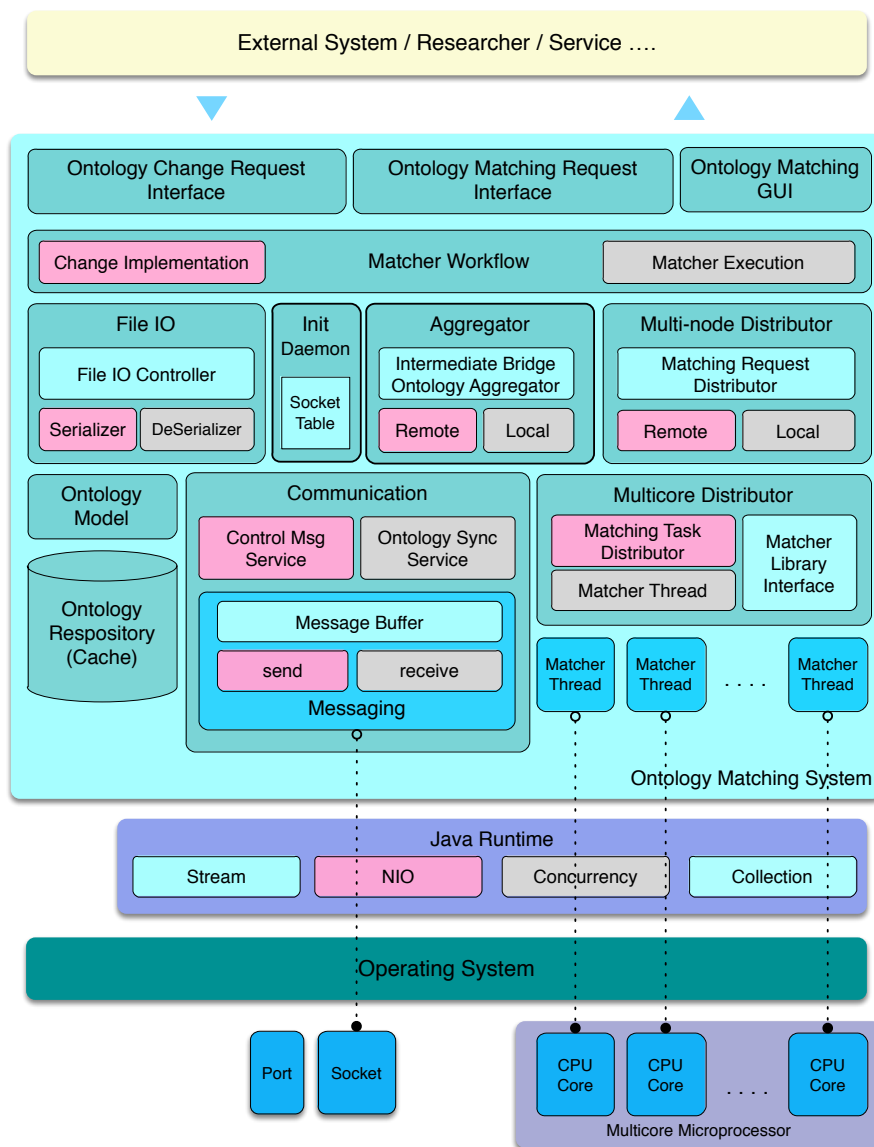 External System / Researcher / Service ....
Ontology Change Request
Interface
Ontology Matching Request
Interface
Ontology Matching
GUI
Change Implementation
Matcher Workflow
Matcher Execution
File IO
File IO Controller
Serializer
DeSerializer
Init
Daemon
Socket
Table
Aggregator
Intermediate Bridge
Ontology Aggregator
Remote
Local
Multi-node Distributor
Matching Request
Distributor
Remote
Local
Ontology
Model
Ontology
Respository
(Cache)
Communication
Control Msg
Service
Ontology Sync
Service
Message Buffer
send
receive
Messaging
Multicore Distributor
Matching Task
Distributor
Matcher Thread
Matcher
Library
Interface
Matcher
Thread
Matcher
Thread
. . . .
Matcher
Thread
Ontology Matching System
Java Runtime
Stream
NIO
Concurrency
Collection
Operating System
Port
Socket
CPU
Core
CPU
Core
. . . .
CPU
Core
Multicore Microprocessor